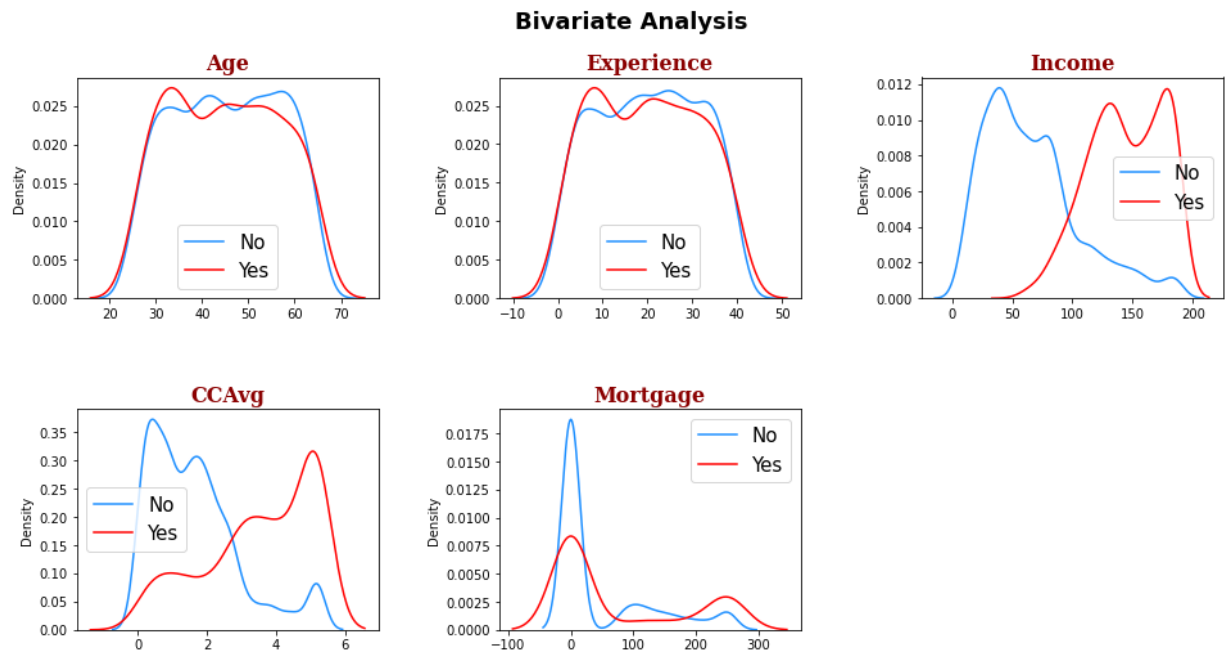 Bivariate Analysis
Age
Density
0.025
0.020
0.015
0.010
0.005
0.000
20 30 40 50 60 70
No
Yes
Experience
Density
0.025
0.020
0.015
0.010
0.005
0.000
−10 0 10 20 30 40 50
No
Yes
Income
Density
0.012
0.010
0.008
0.006
0.004
0.002
0.000
0 50 100 150 200
No
Yes
CCAvg
Density
0.35
0.30
0.25
0.20
0.15
0.10
0.05
0.00
0 2 4 6
No
Yes
Mortgage
Density
0.0175
0.0150
0.0125
0.0100
0.0075
0.0050
0.0025
0.0000
−100 0 100 200 300
No
Yes